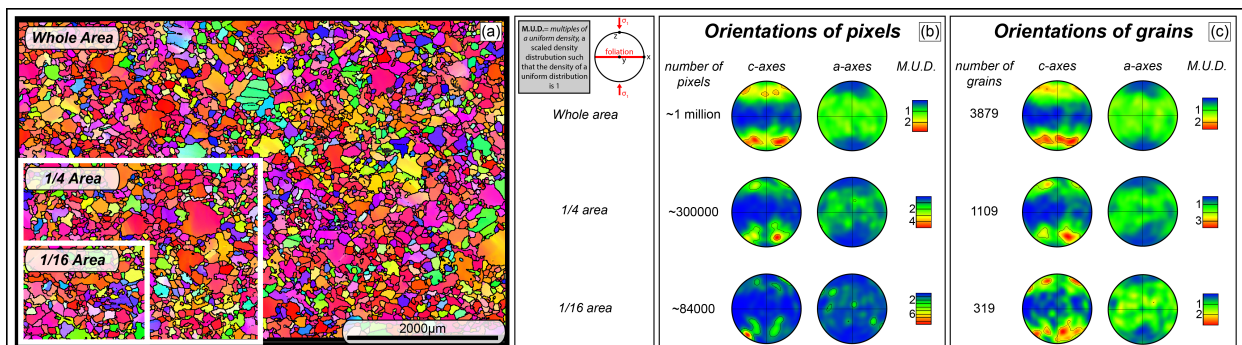 Whole Area
(a)
1/4 Area
1/16 Area
2000µm
M.U.D.= multiples of
a uniform density, a
scaled density
distrubution such
that the density of a
uniform distribution
is 1
σ₁
z
foliation
x
y
σ₁
Whole area
1/4 area
1/16 area
Orientations of pixels
(b)
number of
pixels
c-axes
a-axes
M.U.D.
~1 million
1
2
~300000
2
4
~84000
2
6
Orientations of grains
(c)
number of
grains
c-axes
a-axes
M.U.D.
3879
1
2
1109
1
3
319
1
2